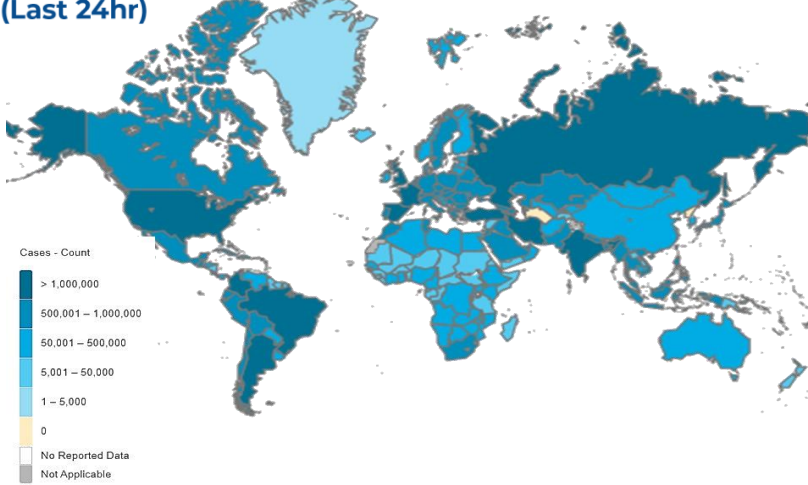 (Last 24hr)
Cases - Count
> 1,000,000
500,001 – 1,000,000
50,001 – 500,000
5,001 – 50,000
1 – 5,000
0
No Reported Data
Not Applicable